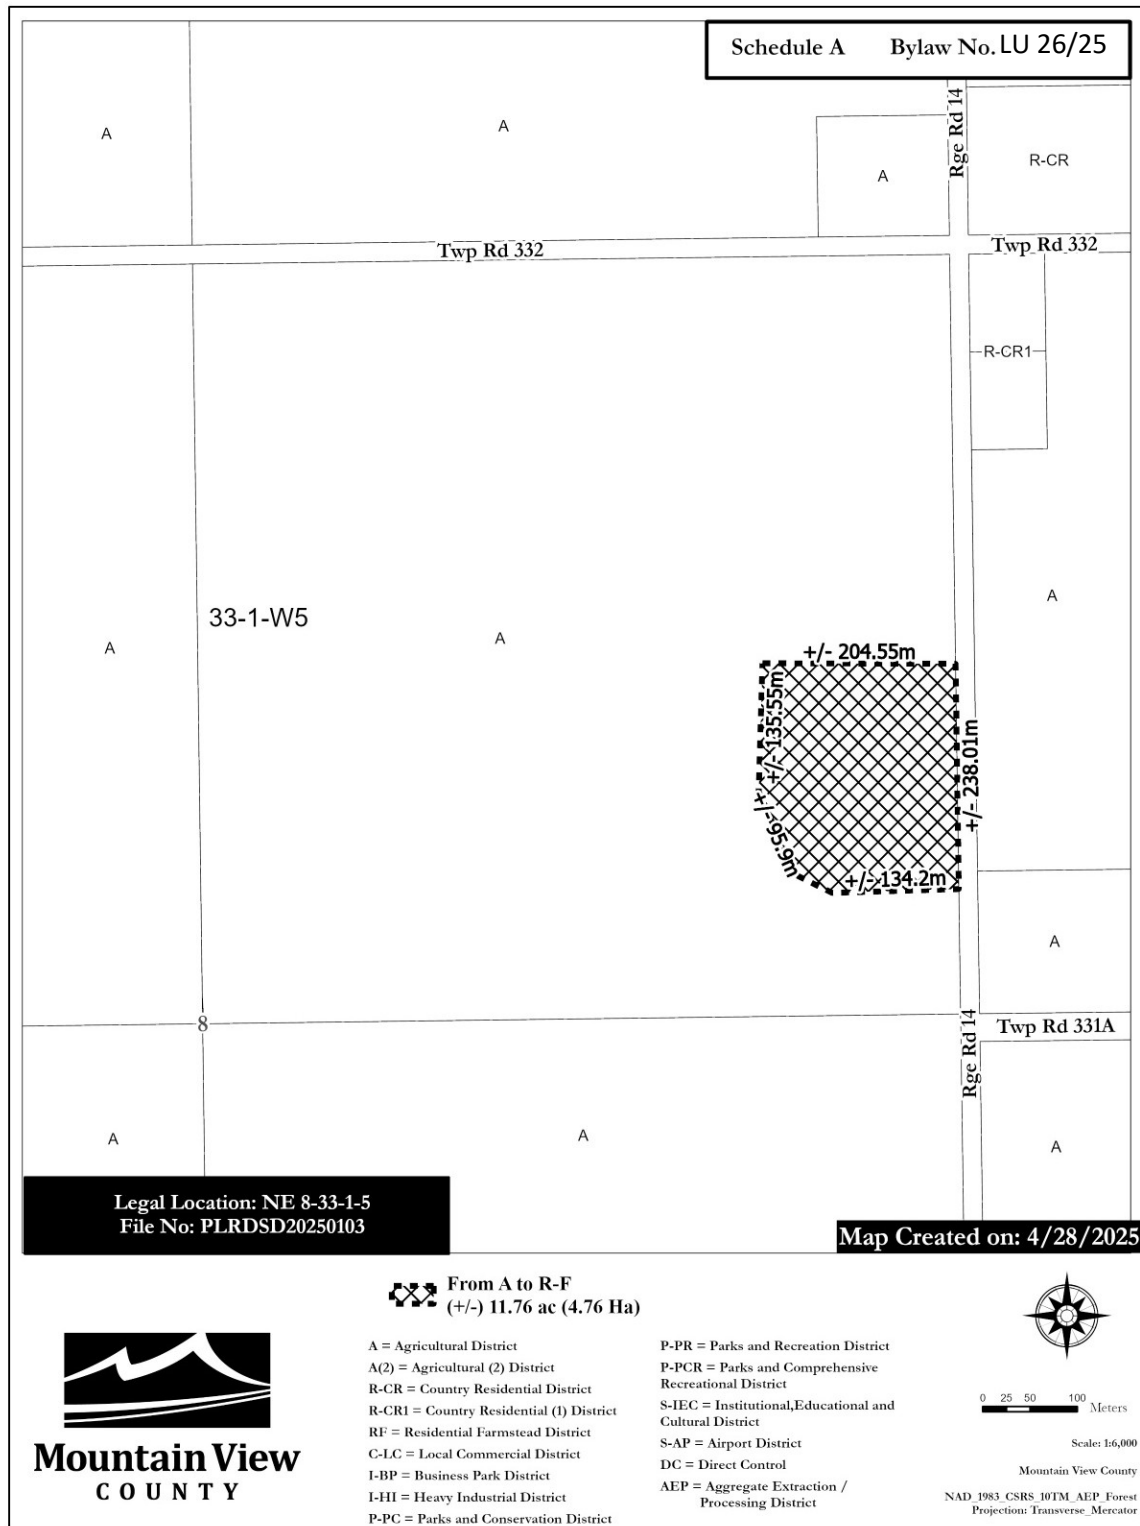 Schedule A Bylaw No. LU 26/25
A
A
A
Rge Rd 14
R-CR
Twp Rd 332
Twp Rd 332
R-CR1
33-1-W5
A
A
A
+/- 204.55m
+/- 135.55m
+/- 238.01m
+/- 95.9m
+/- 134.2m
A
8
Rge Rd 14
Twp Rd 331A
A
A
A
Legal Location: NE 8-33-1-5
File No: PLRDSD20250103
Map Created on: 4/28/2025
From A to R-F
(+/-) 11.76 ac (4.76 Ha)
Mountain View
COUNTY
A = Agricultural District
A(2) = Agricultural (2) District
R-CR = Country Residential District
R-CR1 = Country Residential (1) District
RF = Residential Farmstead District
C-LC = Local Commercial District
I-BP = Business Park District
I-HI = Heavy Industrial District
P-PC = Parks and Conservation District
P-PR = Parks and Recreation District
P-PCR = Parks and Comprehensive
Recreational District
S-IEC = Institutional,Educational and
Cultural District
S-AP = Airport District
DC = Direct Control
AEP = Aggregate Extraction /
Processing District
0 25 50 100
Meters
Scale: 1:6,000
Mountain View County
NAD_1983_CSRS_10TM_AEP_Forest
Projection: Transverse_Mercator